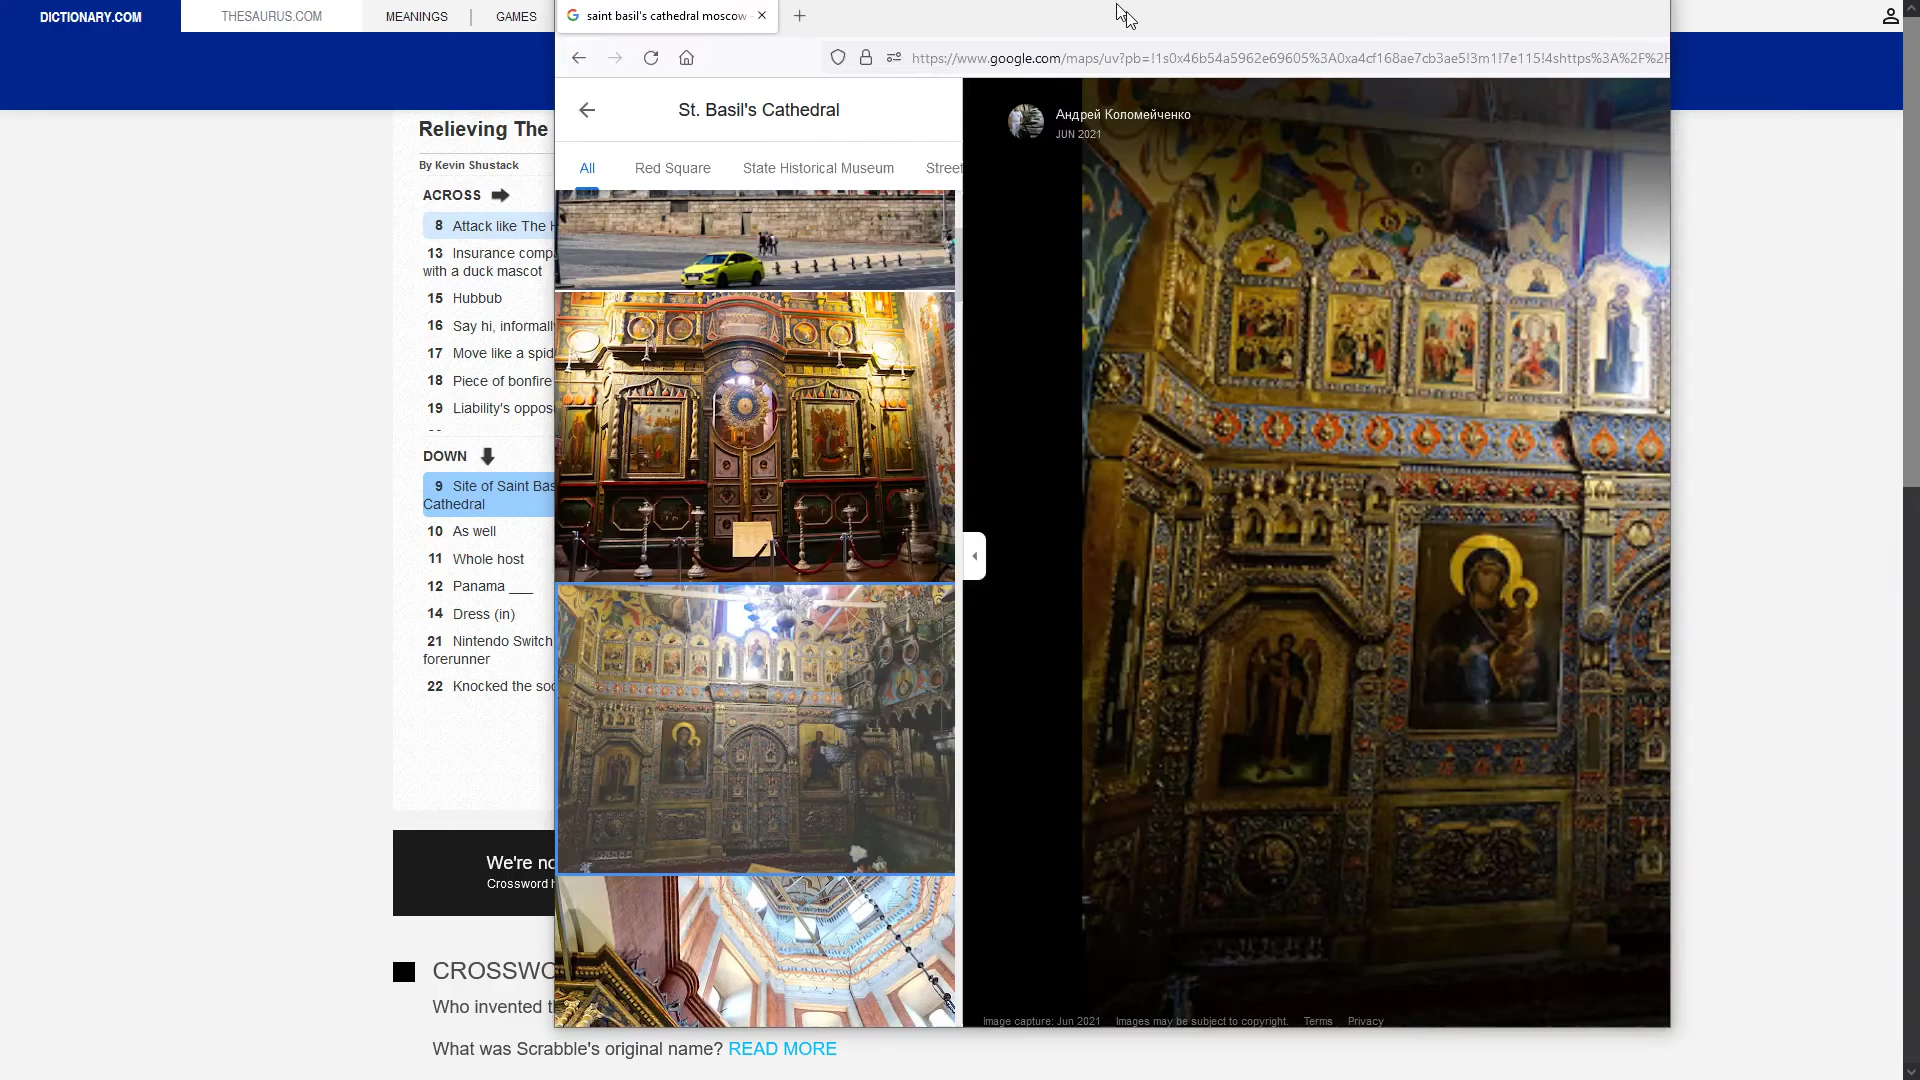 DICTIONARY.COM
THESAURUS.COM
MEANINGS
GAMES
Relieving The
By Kevin Shustack
ACROSS
8 Attack like The H
13 Insurance comp
with a duck mascot
15 Hubbub
16 Say hi, informall
17 Move like a spid
18 Piece of bonfire
19 Liability's oppos
DOWN
9 Site of Saint Bas
Cathedral
10 As well
11 Whole host
12 Panama ___
14 Dress (in)
21 Nintendo Switch
forerunner
22 Knocked the soc
We're no
Crossword h
CROSSWO
Who invented th
What was Scrabble's original name? READ MORE
saint basil's cathedral moscow -
https://www.google.com/maps/uv?pb=!1s0x46b54a5962e69605%3A0xa4cf168ae7cb3ae5!3m1!7e115!4shttps%3A%2F%2F
St. Basil's Cathedral
All
Red Square
State Historical Museum
Street
Андрей Коломейченко
JUN 2021
Image capture: Jun 2021
Images may be subject to copyright.
Terms
Privacy